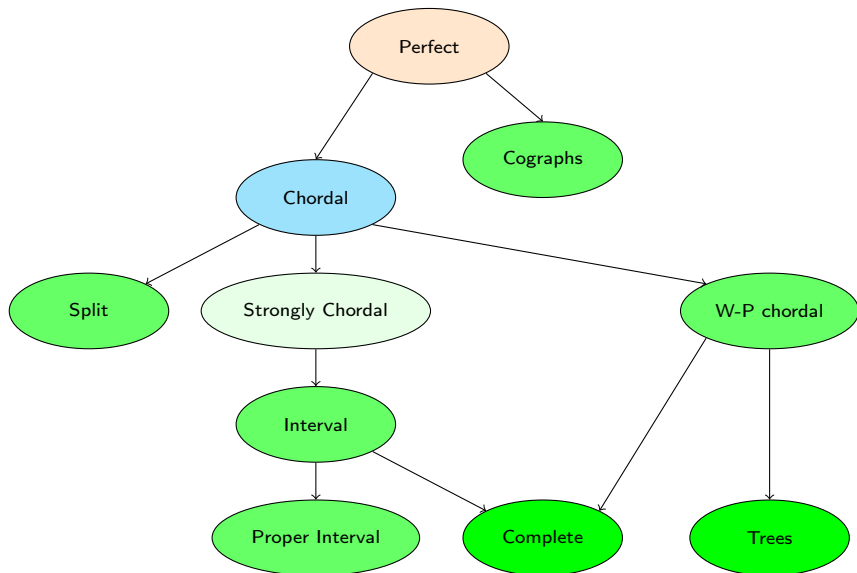 Perfect
Cographs
Chordal
Split
Strongly Chordal
W-P chordal
Interval
Proper Interval
Complete
Trees